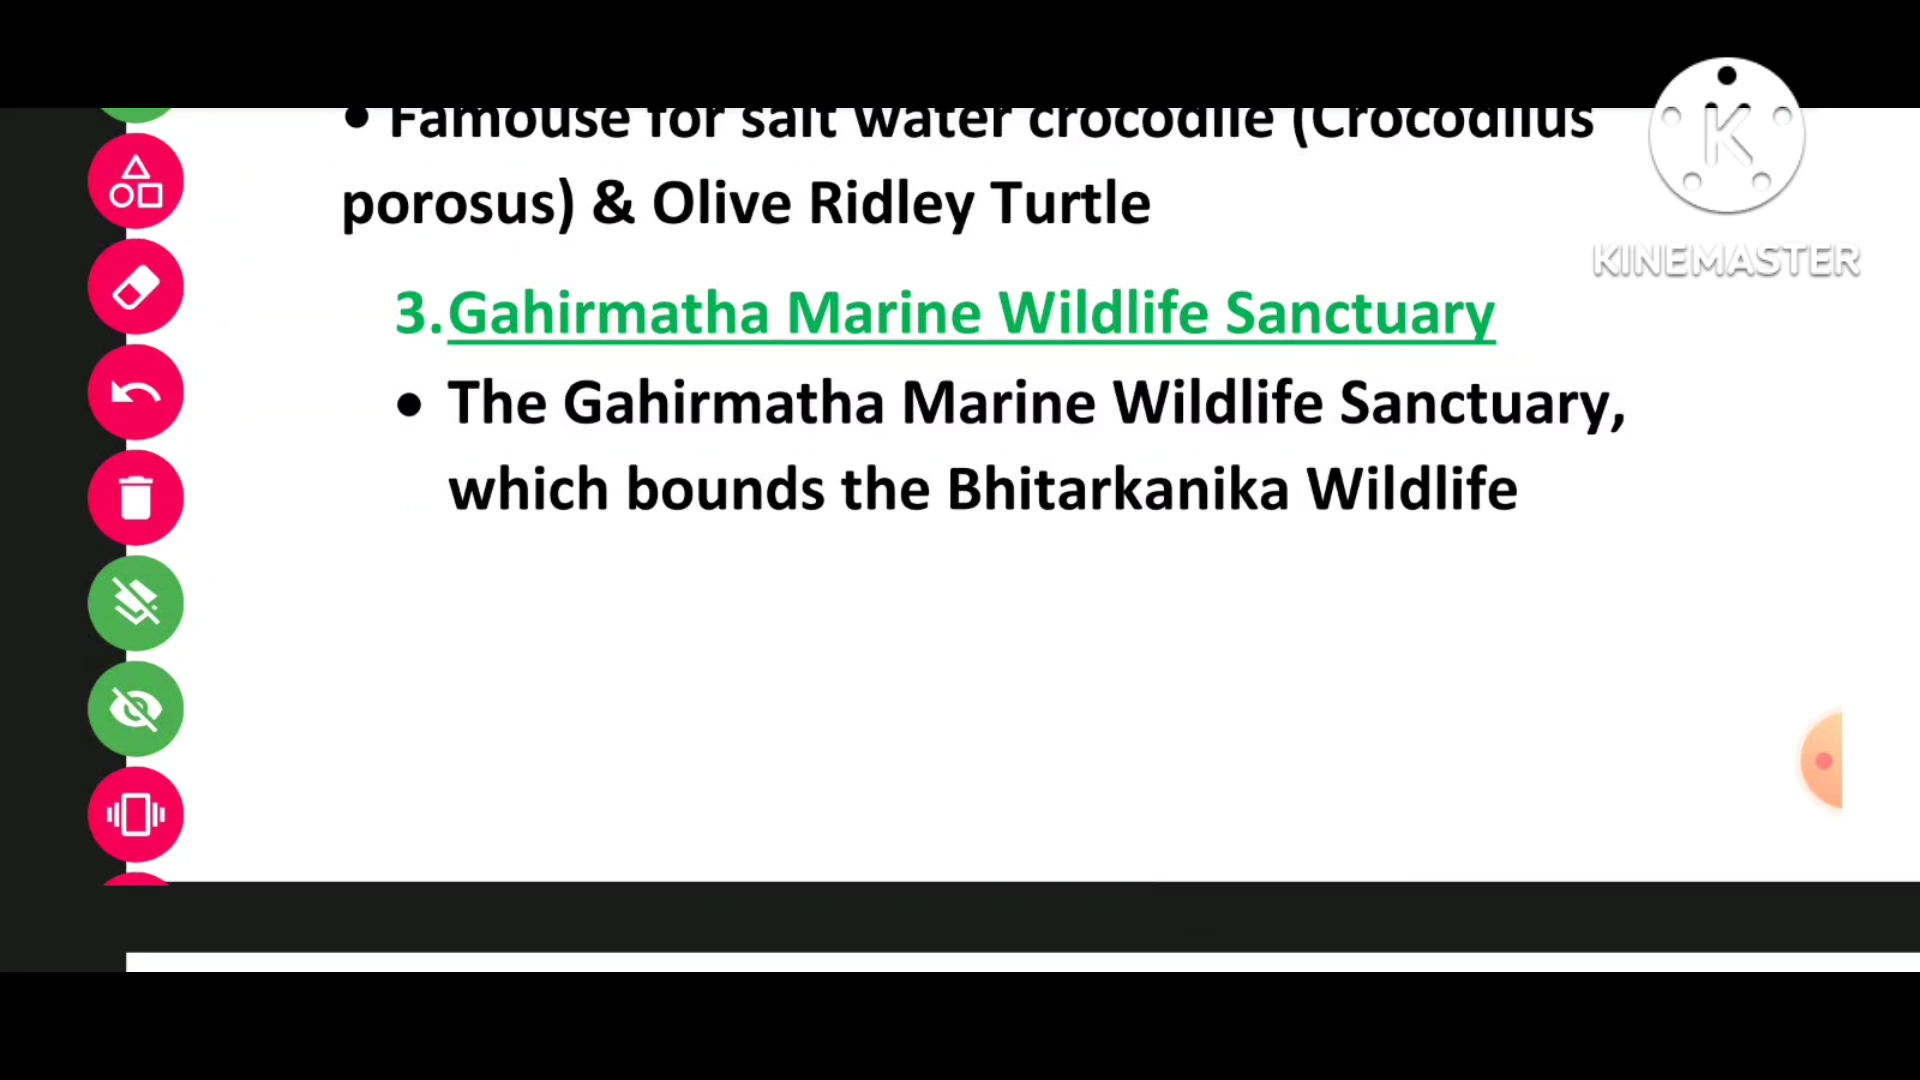 • Famouse for salt water crocodile (Crocodilus
porosus) & Olive Ridley Turtle
3.Gahirmatha Marine Wildlife Sanctuary
• The Gahirmatha Marine Wildlife Sanctuary,
which bounds the Bhitarkanika Wildlife
K
KINEMASTER